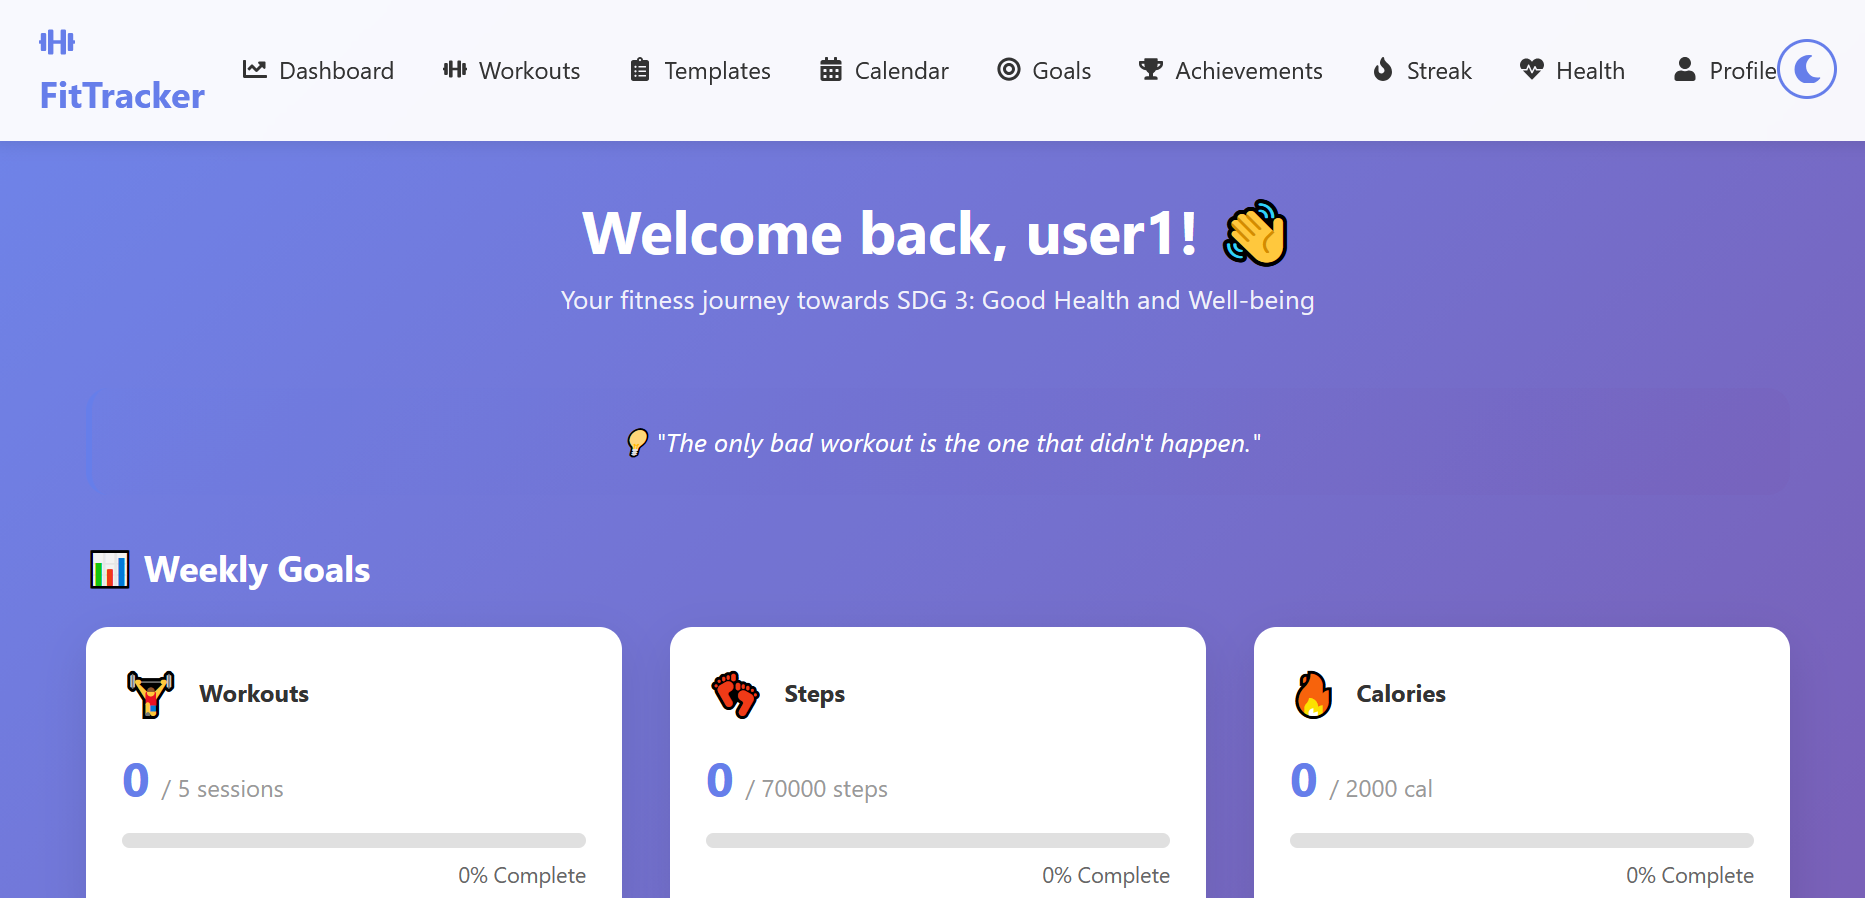 FitTracker
Dashboard
Workouts
Templates
Calendar
Goals
Achievements
Streak
Health
Profile
Welcome back, user1! 👋
Your fitness journey towards SDG 3: Good Health and Well-being
💡 "The only bad workout is the one that didn't happen."
📊 Weekly Goals
Workouts
0 / 5 sessions
0% Complete
Steps
0 / 70000 steps
0% Complete
Calories
0 / 2000 cal
0% Complete